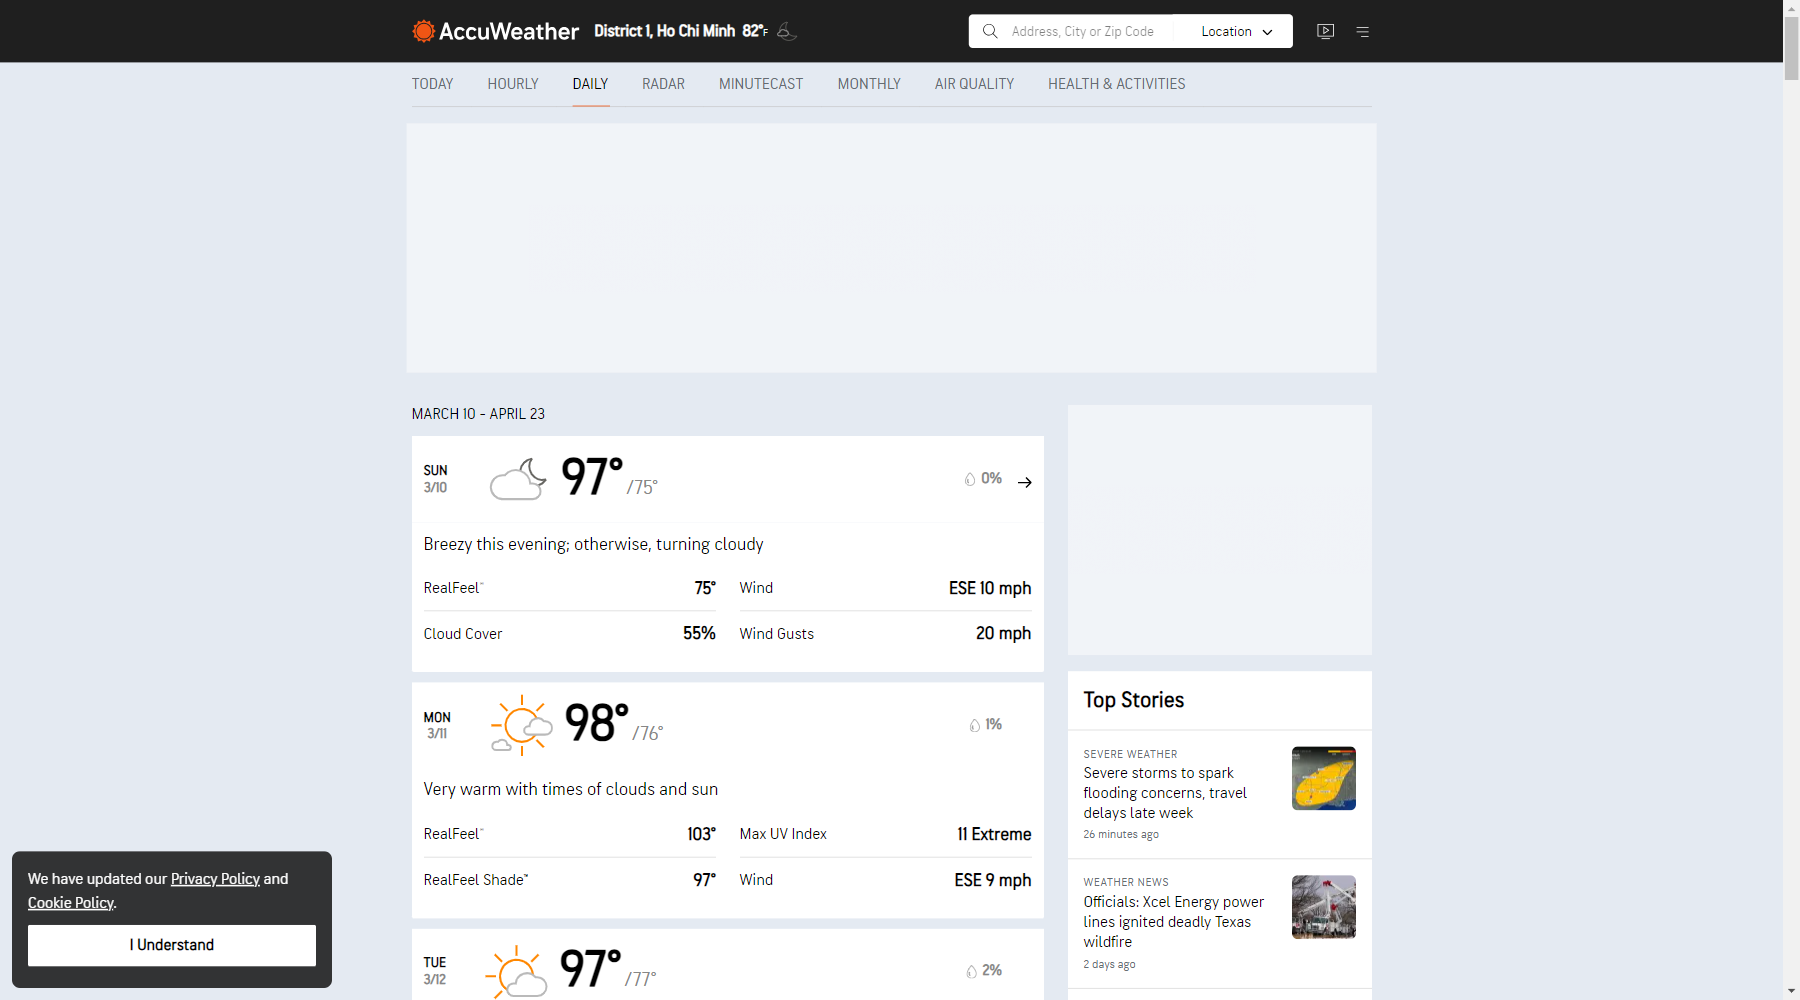 AccuWeather
District 1, Ho Chi Minh 82°F
Address, City or Zip Code
Location
TODAY
HOURLY
DAILY
RADAR
MINUTECAST
MONTHLY
AIR QUALITY
HEALTH & ACTIVITIES
MARCH 10 - APRIL 23
SUN
3/10
97°
/75°
0%
Breezy this evening; otherwise, turning cloudy
RealFeel™
75°
Wind
ESE 10 mph
Cloud Cover
55%
Wind Gusts
20 mph
MON
3/11
98°
/76°
1%
Very warm with times of clouds and sun
RealFeel™
103°
Max UV Index
11 Extreme
RealFeel Shade™
97°
Wind
ESE 9 mph
TUE
3/12
97°
/77°
2%
Top Stories
SEVERE WEATHER
Severe storms to spark
flooding concerns, travel
delays late week
26 minutes ago
WEATHER NEWS
Officials: Xcel Energy power
lines ignited deadly Texas
wildfire
2 days ago
We have updated our Privacy Policy and
Cookie Policy.
I Understand